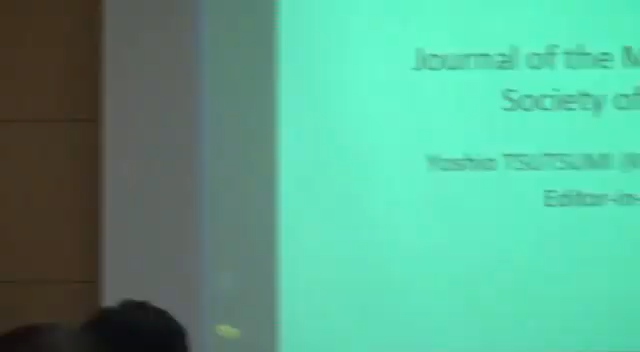 Journal of the M
Society of
Yoshio TSUTSUMI
Editor-in-